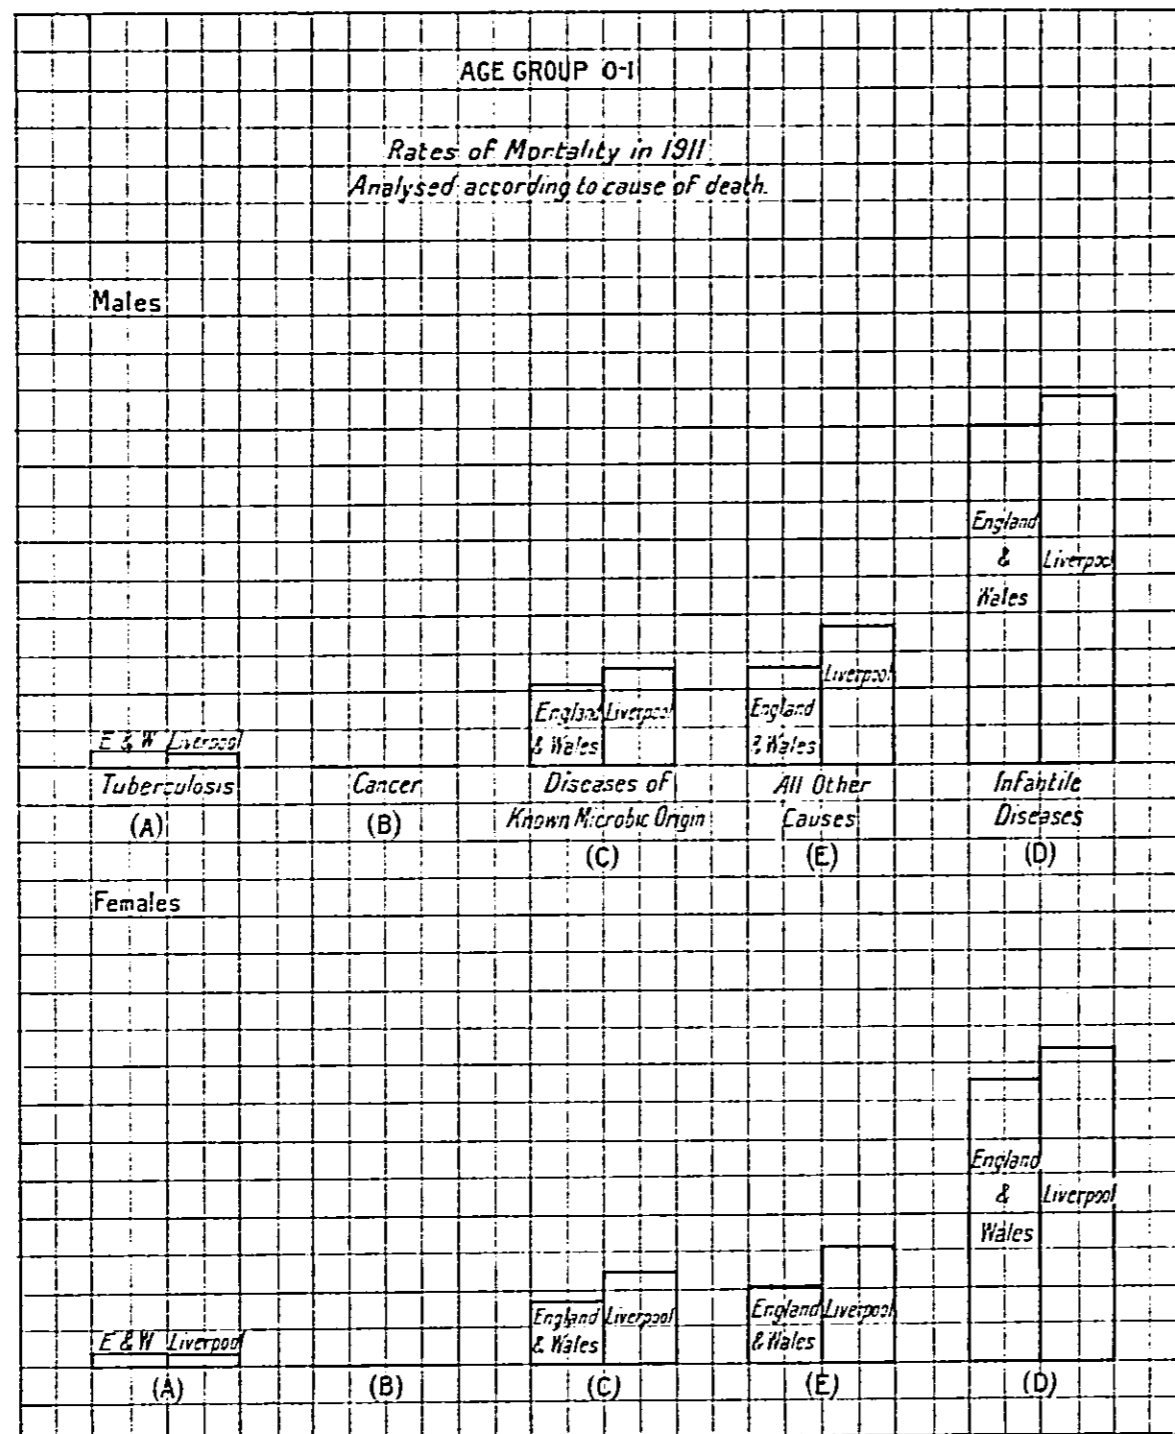 AGE GROUP 0-1
Rates of Mortality in 1911
Analysed according to cause of death.
Males
England
& Liverpool
Wales
Liverpool
England Liverpool England
& Wales & Wales
E & W Liverpool
Tuberculosis Cancer Diseases of All Other Infantile
(A) (B) Known Microbic Origin Causes Diseases
(C) (E) (D)
Females
England
& Liverpool
Wales
England Liverpool England Liverpool
& Wales & Wales
E & W Liverpool
(A) (B) (C) (E) (D)